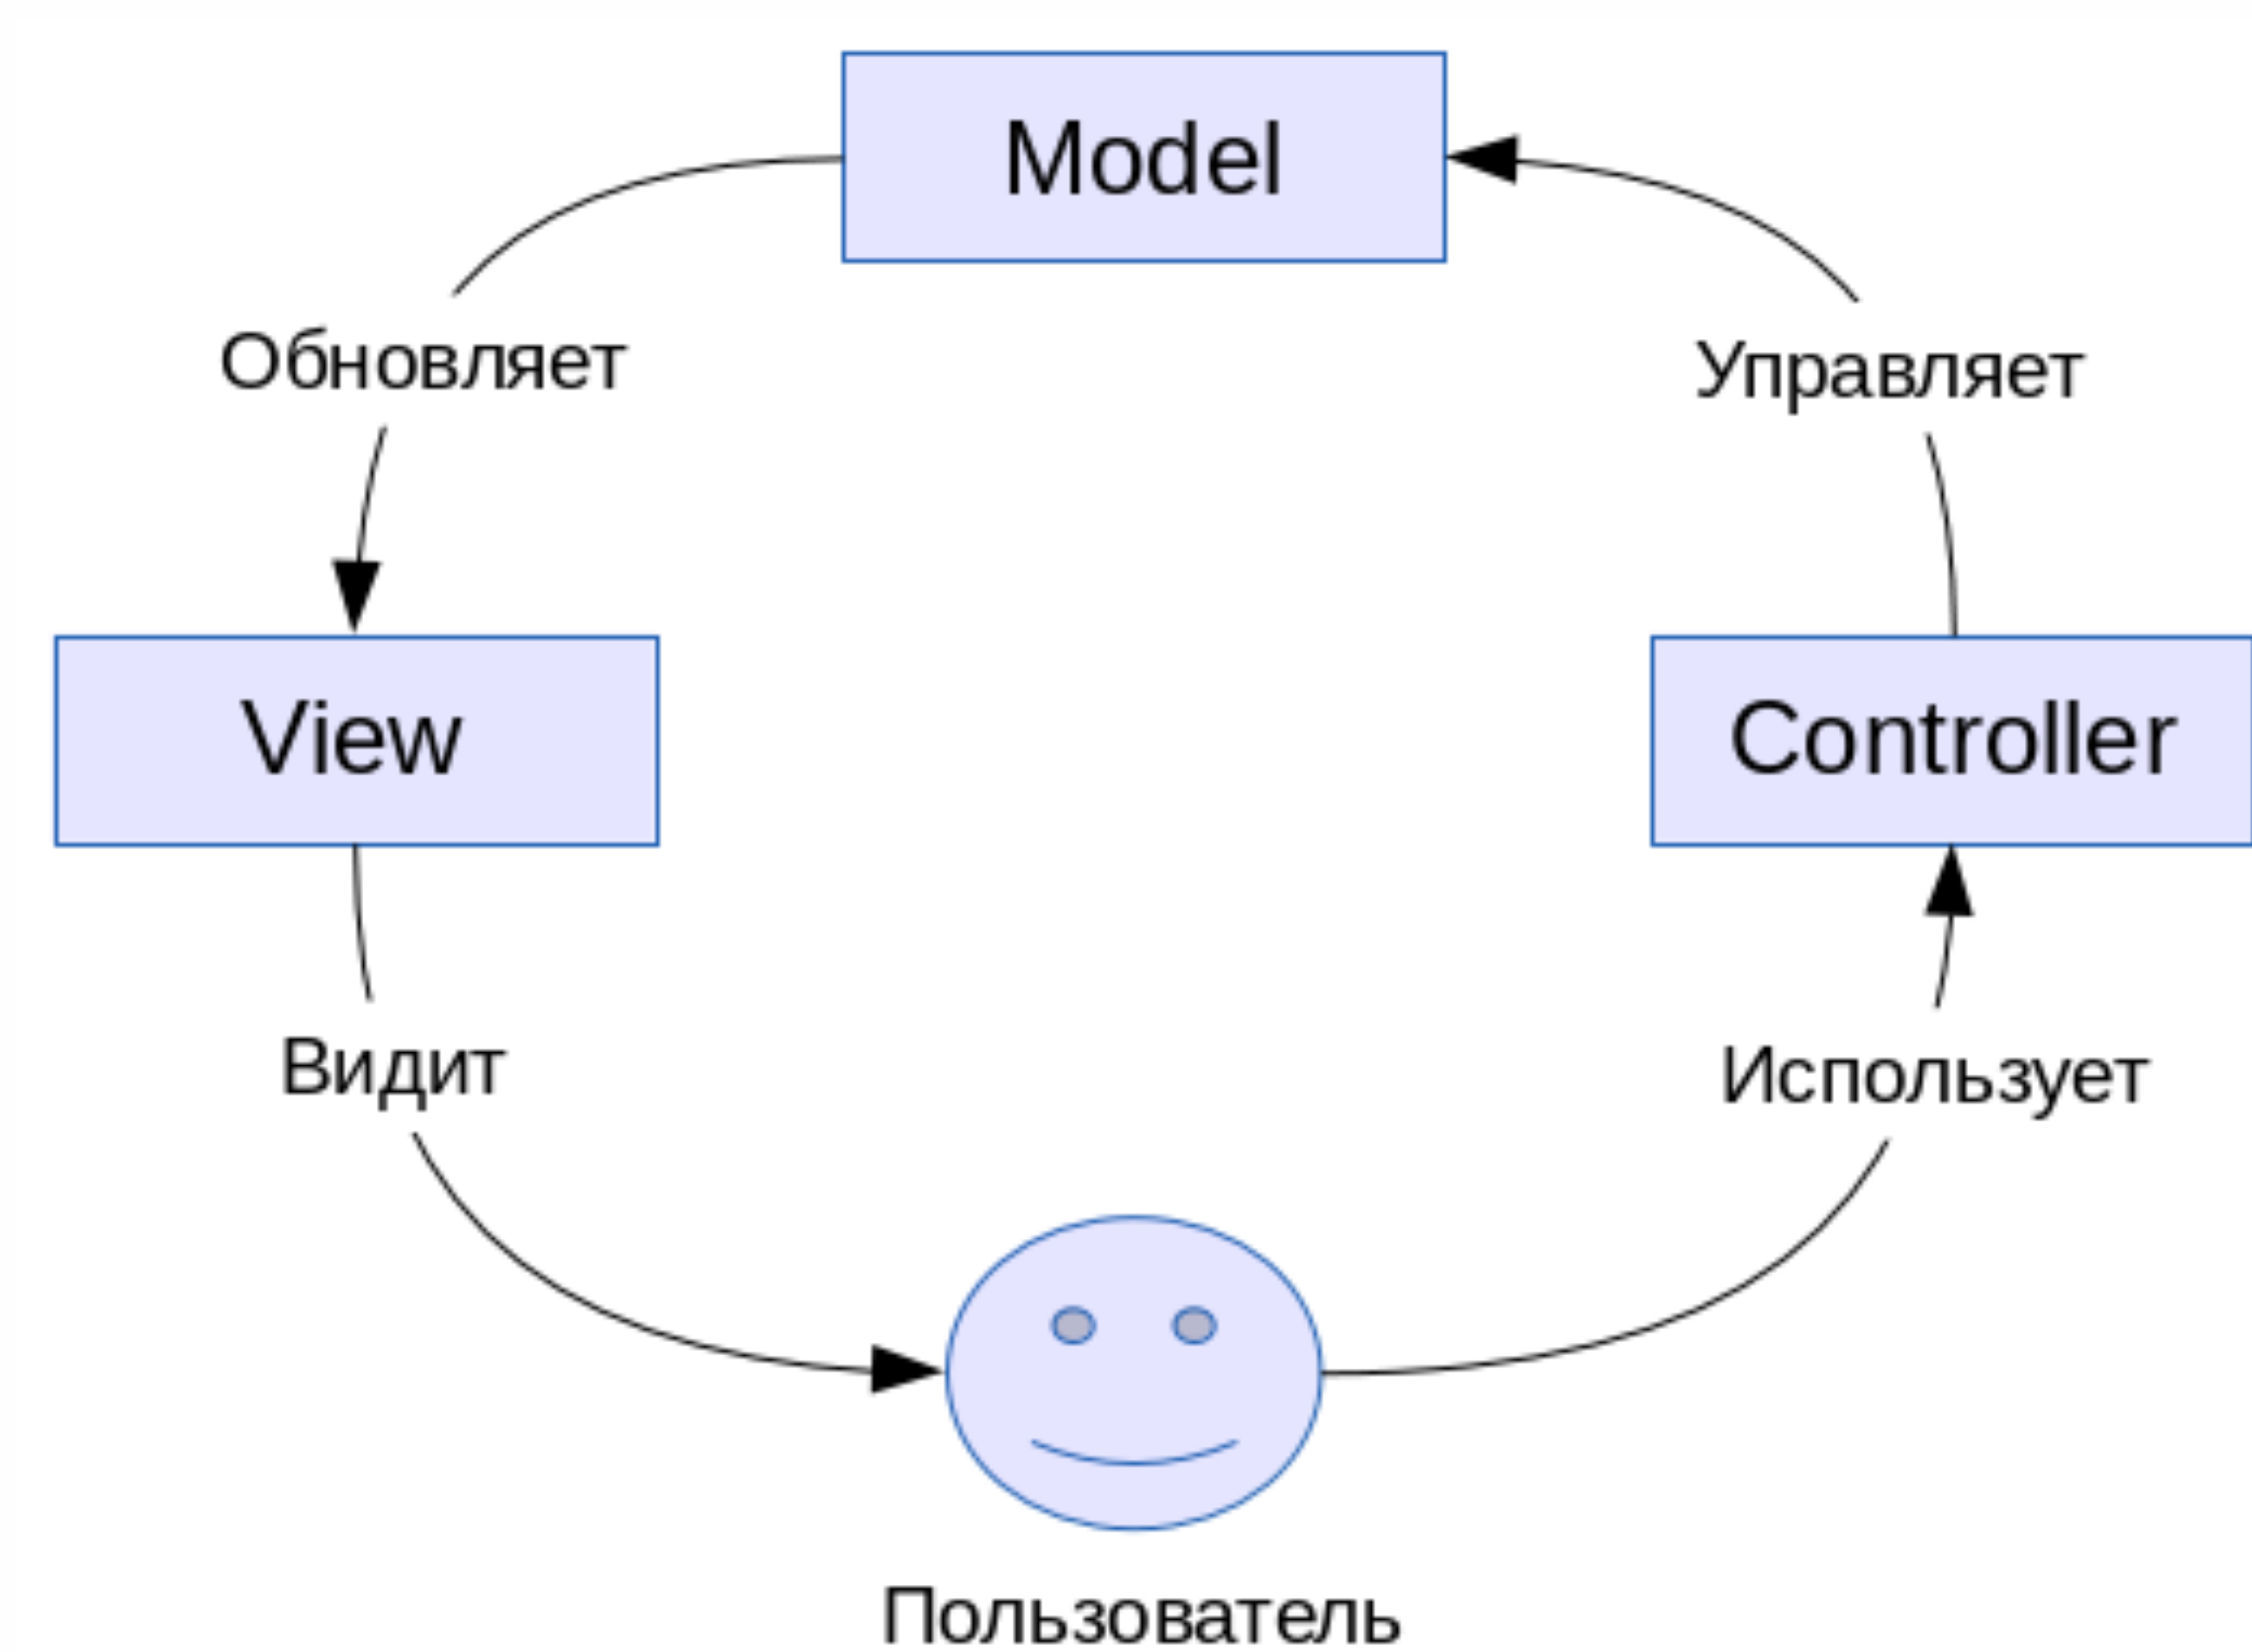 Model
Обновляет
Управляет
View
Controller
Видит
Использует
Пользователь